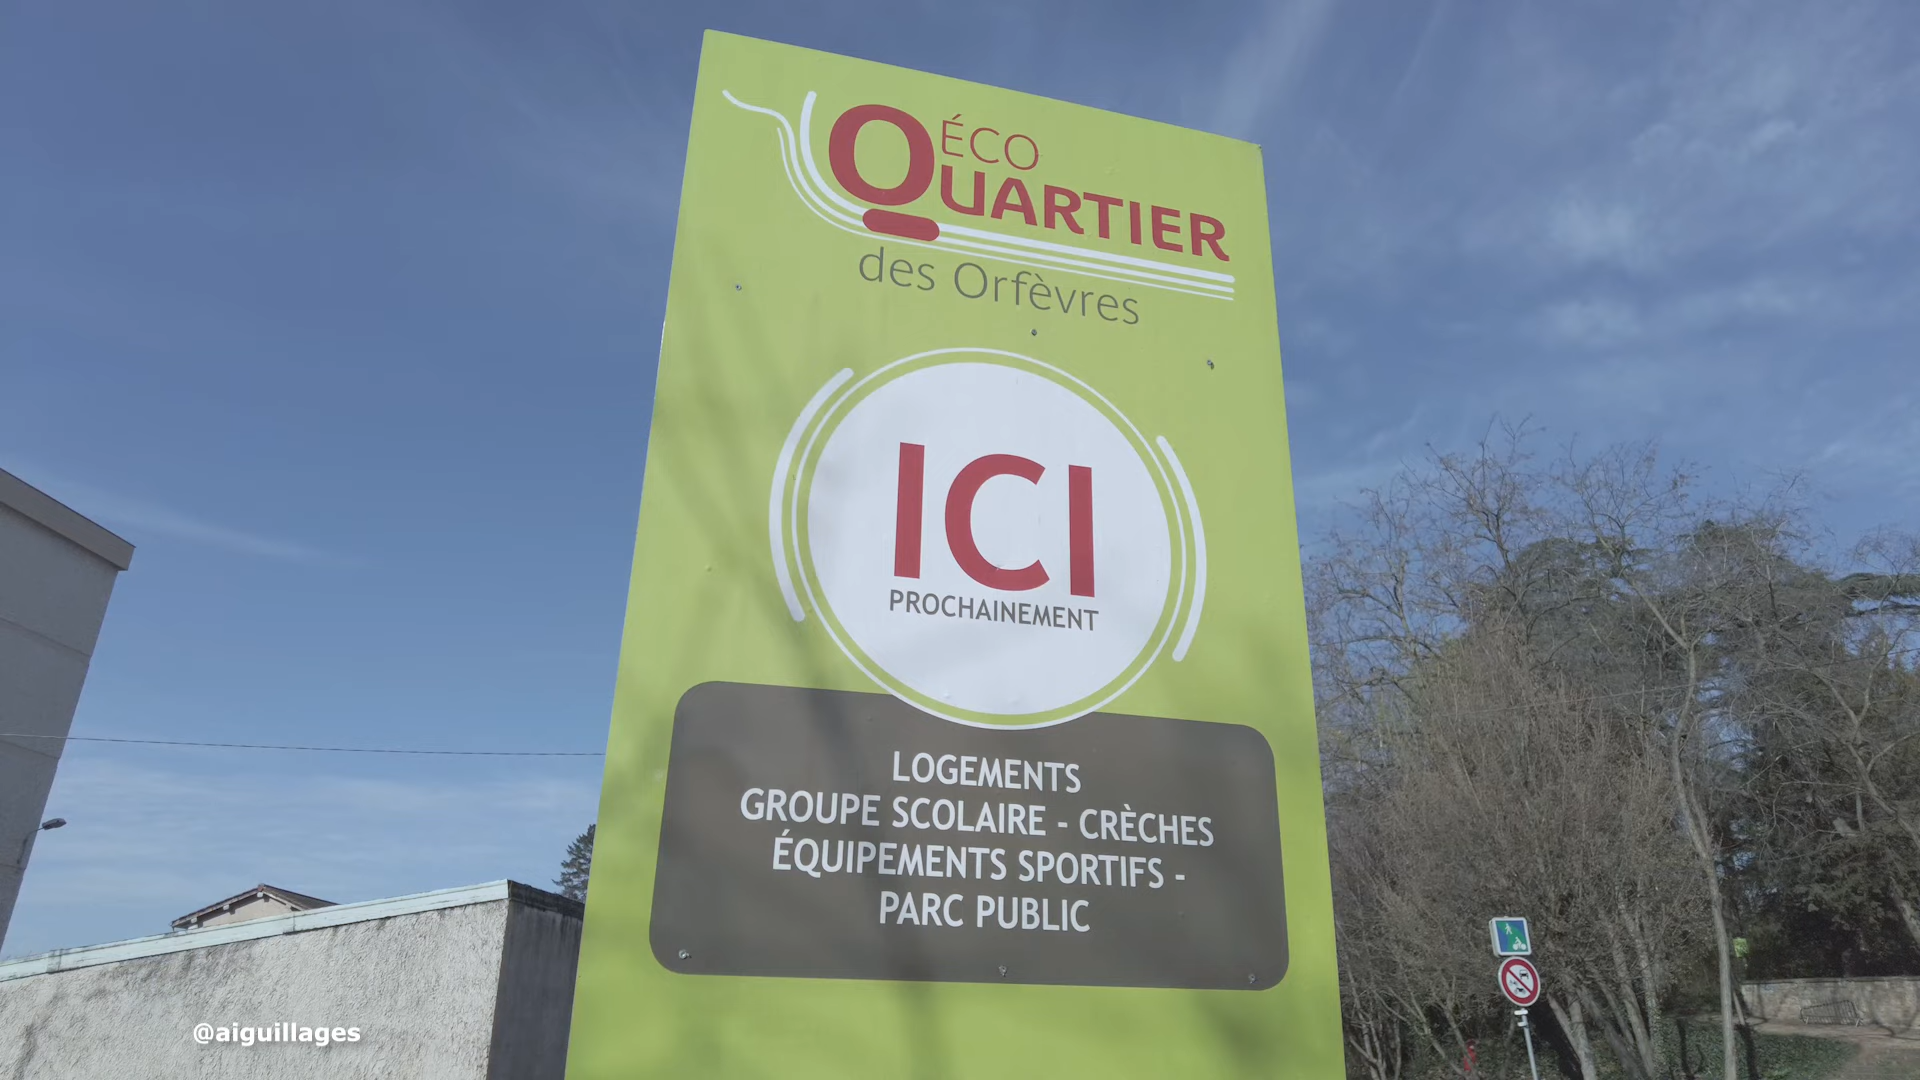 ÉCO
QUARTIER
des Orfèvres
ICI
PROCHAINEMENT
LOGEMENTS
GROUPE SCOLAIRE - CRÈCHES
ÉQUIPEMENTS SPORTIFS -
PARC PUBLIC
@aiguillages